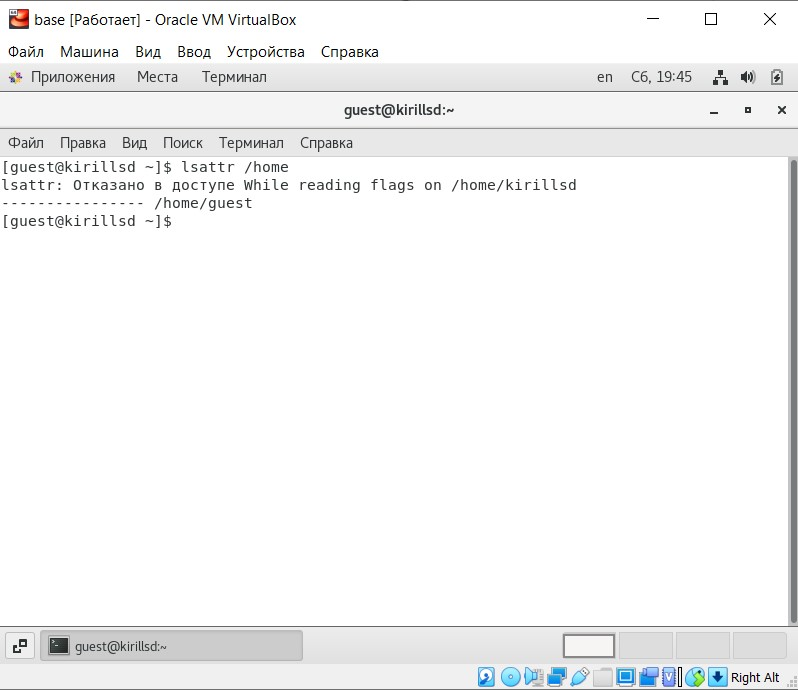 base [Работает] - Oracle VM VirtualBox
Файл Машина Вид Ввод Устройства Справка
Приложения Места Терминал en Сб, 19:45
guest@kirillsd:~
Файл Правка Вид Поиск Терминал Справка
[guest@kirillsd ~]$ lsattr /home
lsattr: Отказано в доступе While reading flags on /home/kirillsd
---------------- /home/guest
[guest@kirillsd ~]$
guest@kirillsd:~
Right Alt